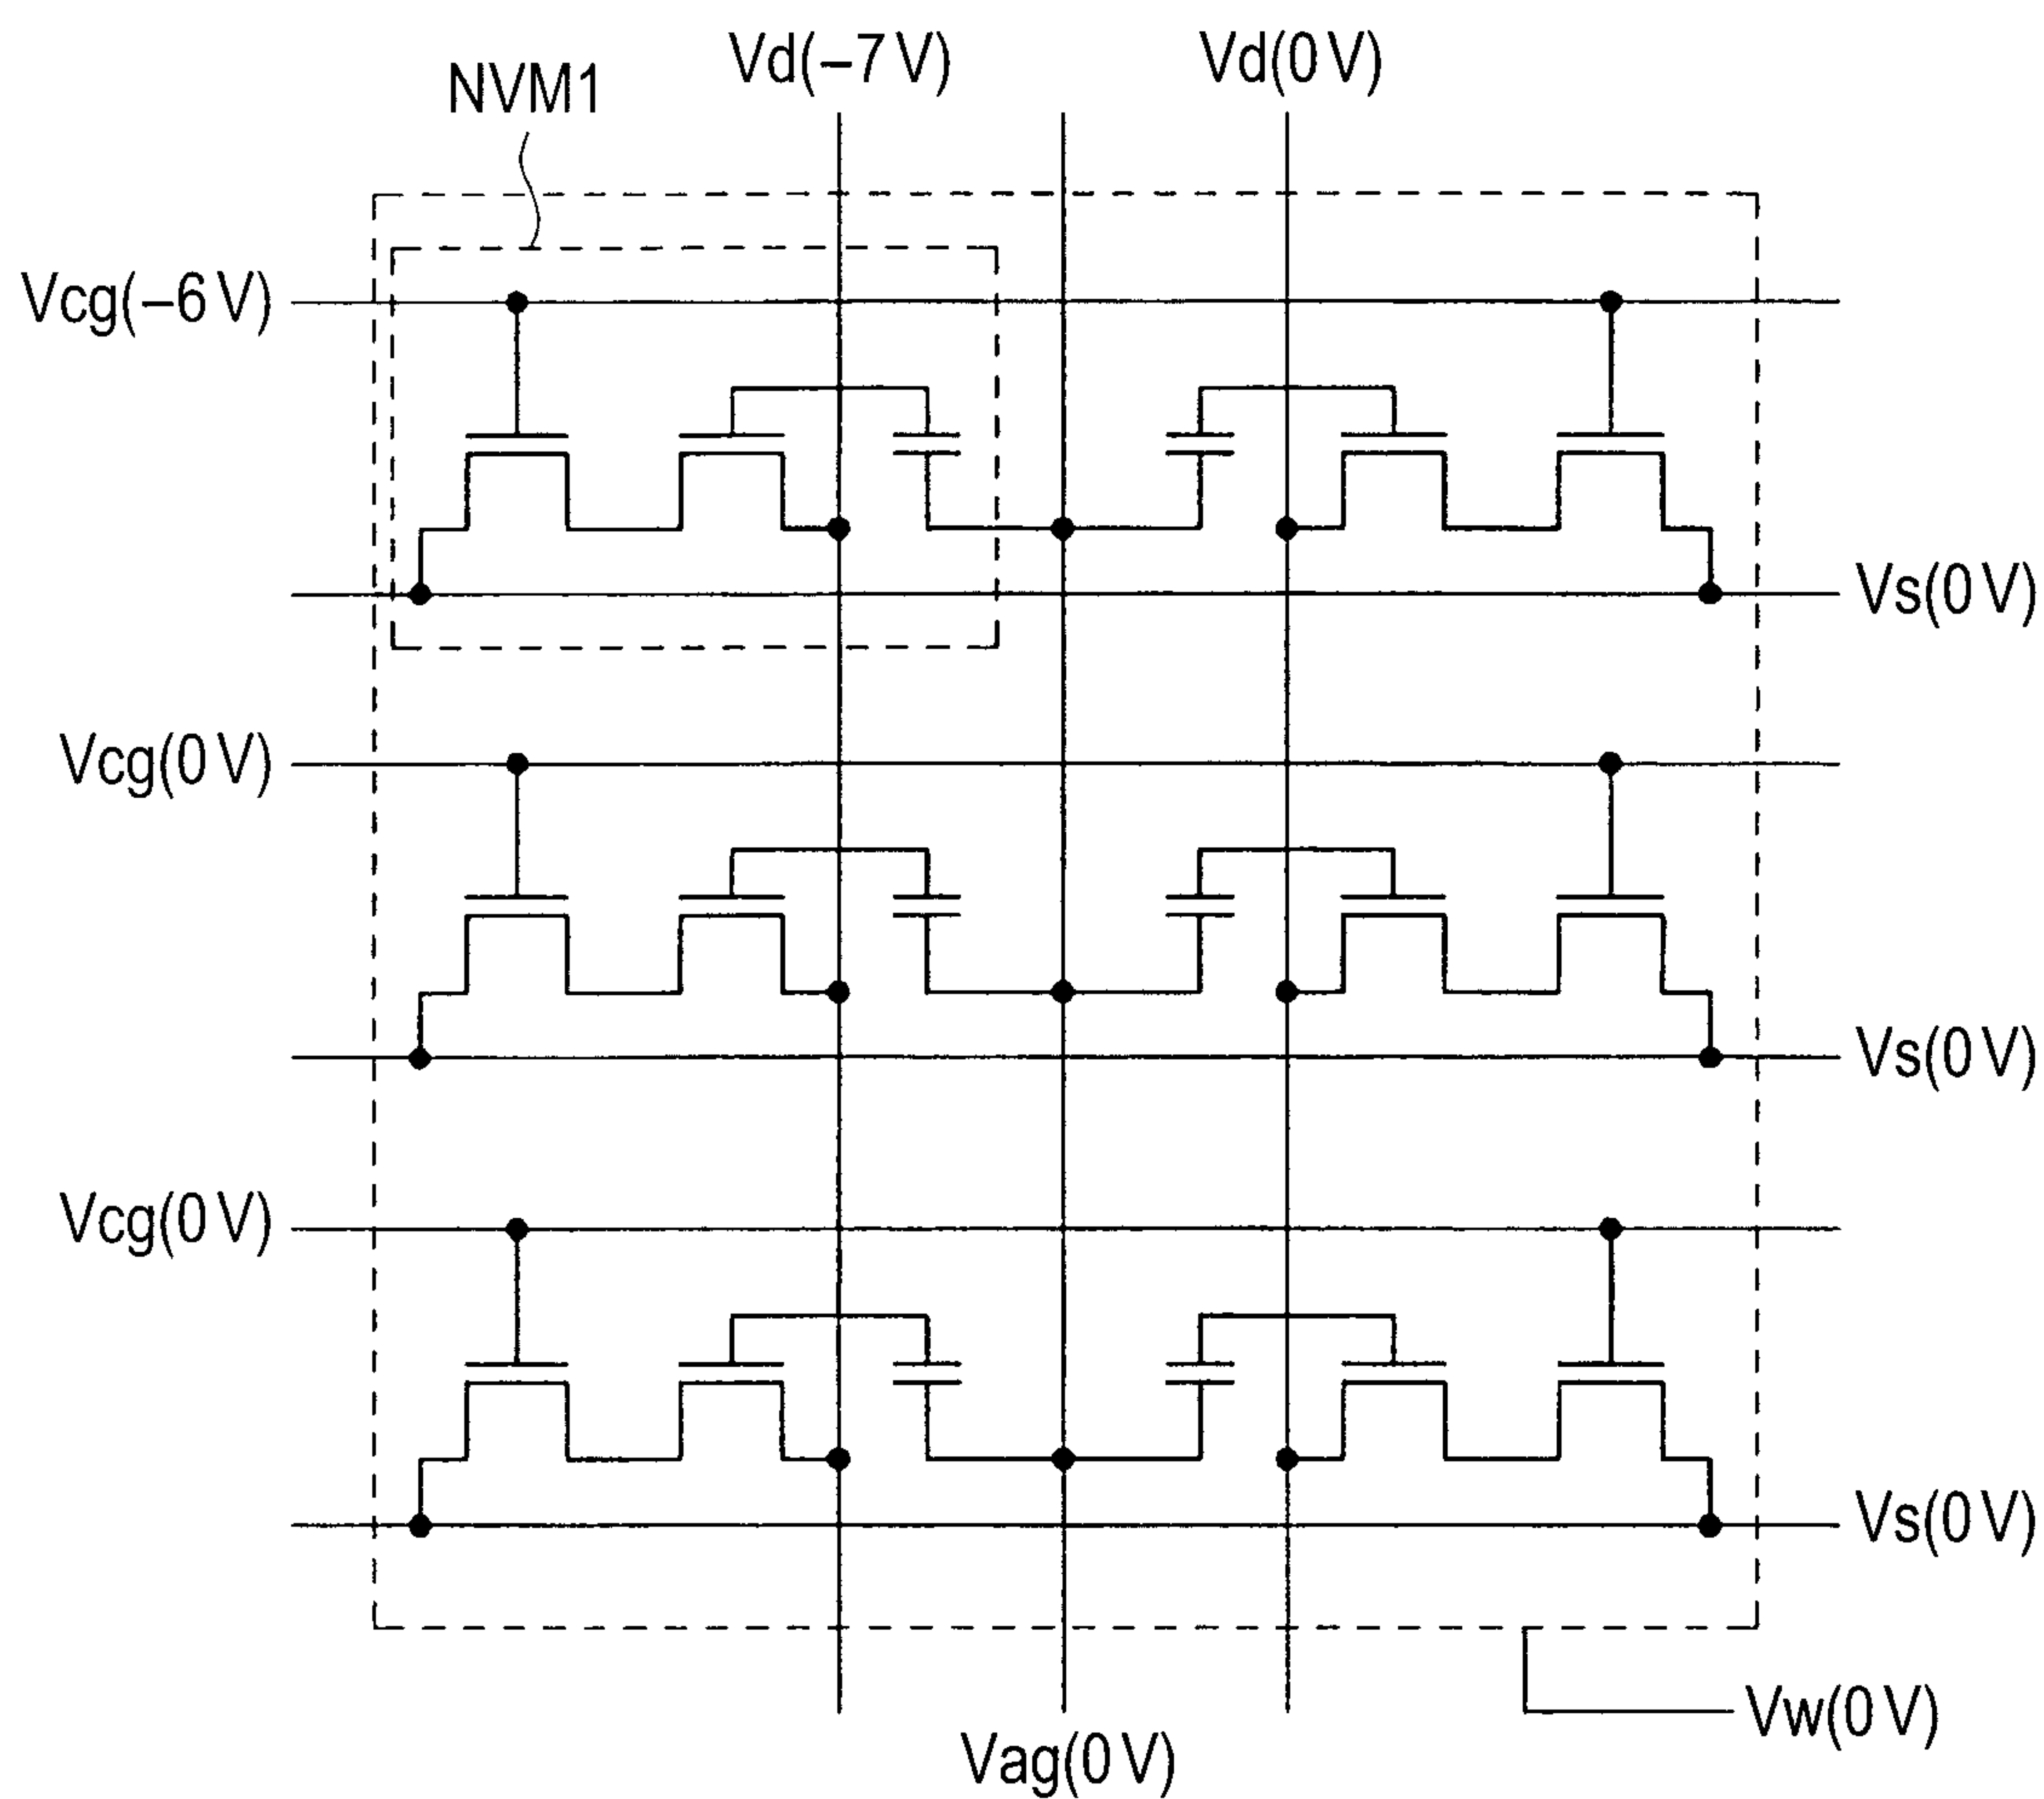 Vd(–7 V)
Vd(0 V)
NVM1
Vcg(–6 V)
Vs(0 V)
Vcg(0 V)
Vs(0 V)
Vcg(0 V)
Vs(0 V)
Vw(0 V)
Vag(0 V)